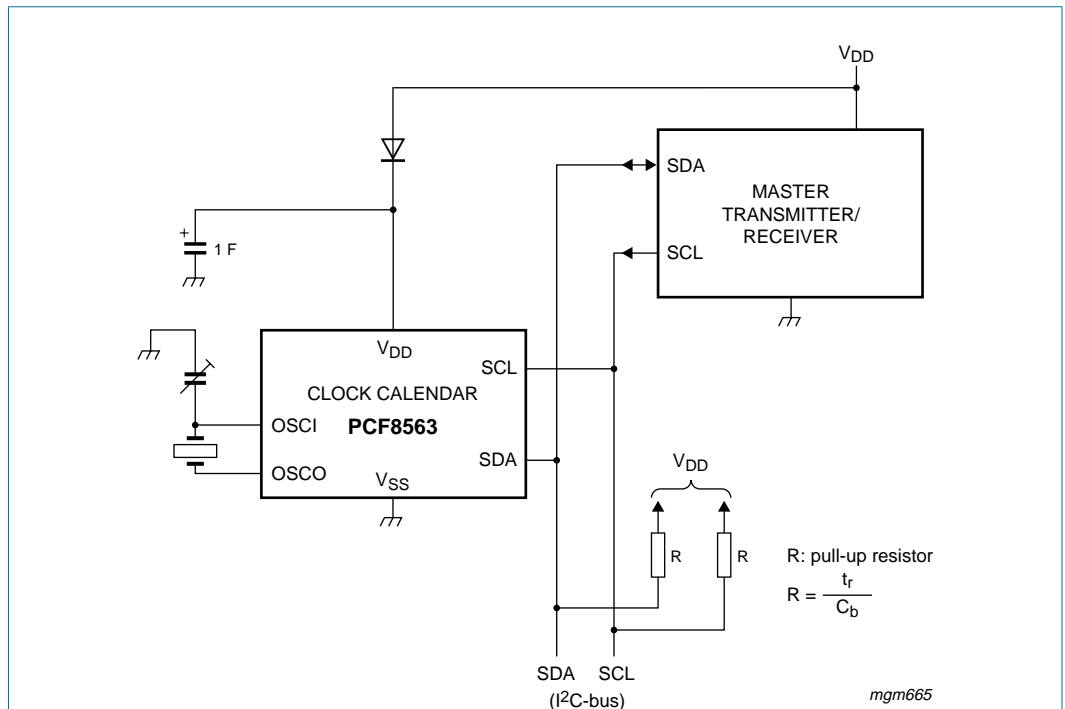 VDD
SDA
MASTER
TRANSMITTER/
RECEIVER
SCL
+
1 F
VDD
SCL
CLOCK CALENDAR
OSCI
PCF8563
SDA
OSCO
VSS
VDD
R
R
R: pull-up resistor
R = tr
Cb
SDA SCL
(I2C-bus)
mgm665